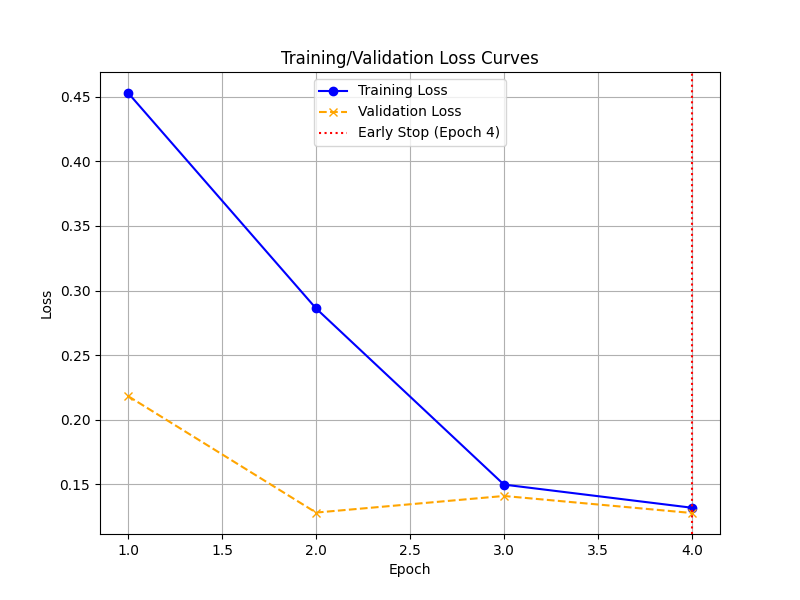 Training/Validation Loss Curves
Training Loss
Validation Loss
Early Stop (Epoch 4)
0.45
0.40
0.35
0.30
0.25
0.20
0.15
Loss
1.0 1.5 2.0 2.5 3.0 3.5 4.0
Epoch